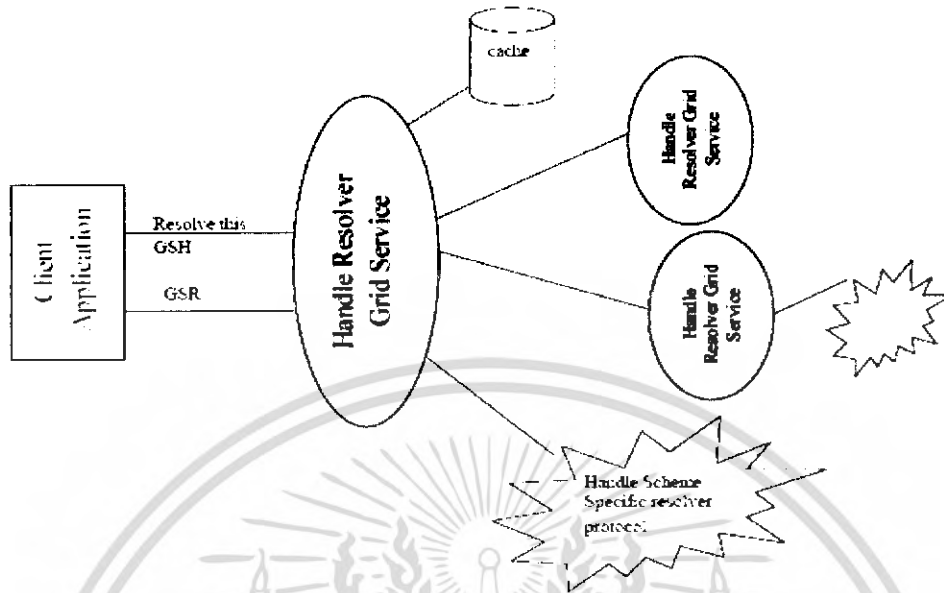 cache
Client
Application
Resolve this
GSH
GSR
Handle Resolver
Grid Service
Handle
Resolver Grid
Service
Handle
Resolver Grid
Service
Handle Scheme
Specific resolver
protocol